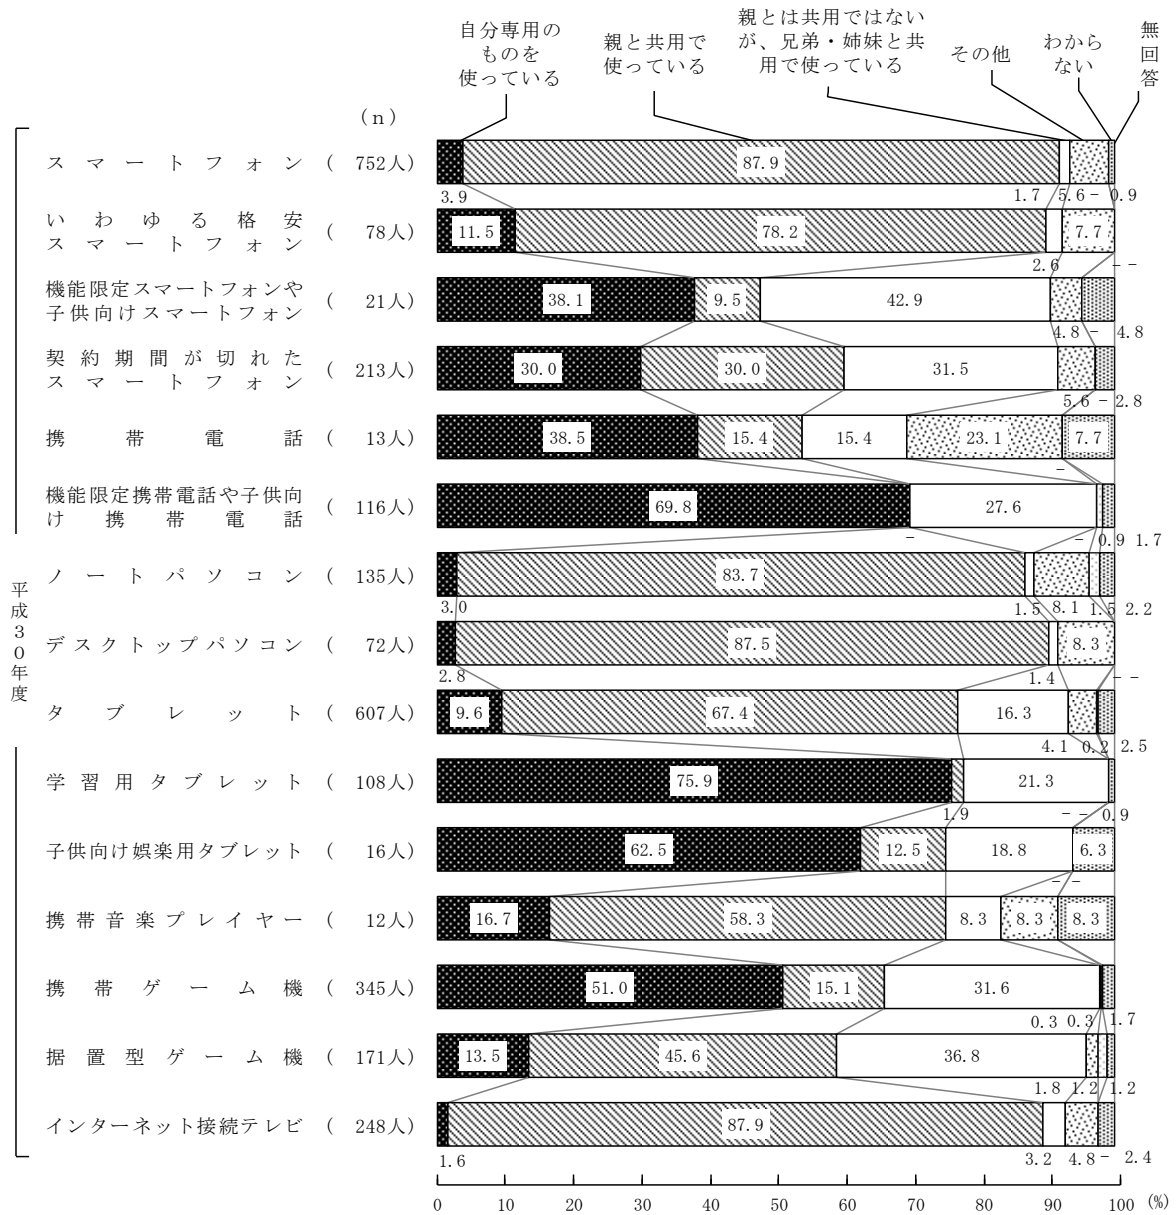 自分専用の
ものを
使っている
親と共用で
使っている
親とは共用ではない
が、兄弟・姉妹と共
用で使っている
その他
わから
ない
無
回
答
(n)
平成30年度
スマートフォン ( 752人)
87.9
3.9 1.7 5.6 - 0.9
いわゆる格安
スマートフォン ( 78人)
11.5 78.2 7.7
2.6 - -
機能限定スマートフォンや
子供向けスマートフォン ( 21人)
38.1 9.5 42.9
4.8 - 4.8
契約期間が切れた
スマートフォン ( 213人)
30.0 30.0 31.5
5.6 - 2.8
携帯電話 ( 13人)
38.5 15.4 15.4 23.1 7.7
-
機能限定携帯電話や子供向
け携帯電話 ( 116人)
69.8 27.6
- - 0.9 1.7
ノートパソコン ( 135人)
83.7
3.0 1.5 8.1 1.5 2.2
デスクトップパソコン ( 72人)
87.5 8.3
2.8 1.4 - -
タブレット ( 607人)
9.6 67.4 16.3
4.1 0.2 2.5
学習用タブレット ( 108人)
75.9 21.3
1.9 - - 0.9
子供向け娯楽用タブレット ( 16人)
62.5 12.5 18.8 6.3
- -
携帯音楽プレイヤー ( 12人)
16.7 58.3 8.3 8.3 8.3
携帯ゲーム機 ( 345人)
51.0 15.1 31.6
0.3 0.3 1.7
据置型ゲーム機 ( 171人)
13.5 45.6 36.8
1.8 1.2 1.2
インターネット接続テレビ ( 248人)
87.9
1.6 3.2 4.8 - 2.4
0 10 20 30 40 50 60 70 80 90 100 (%)